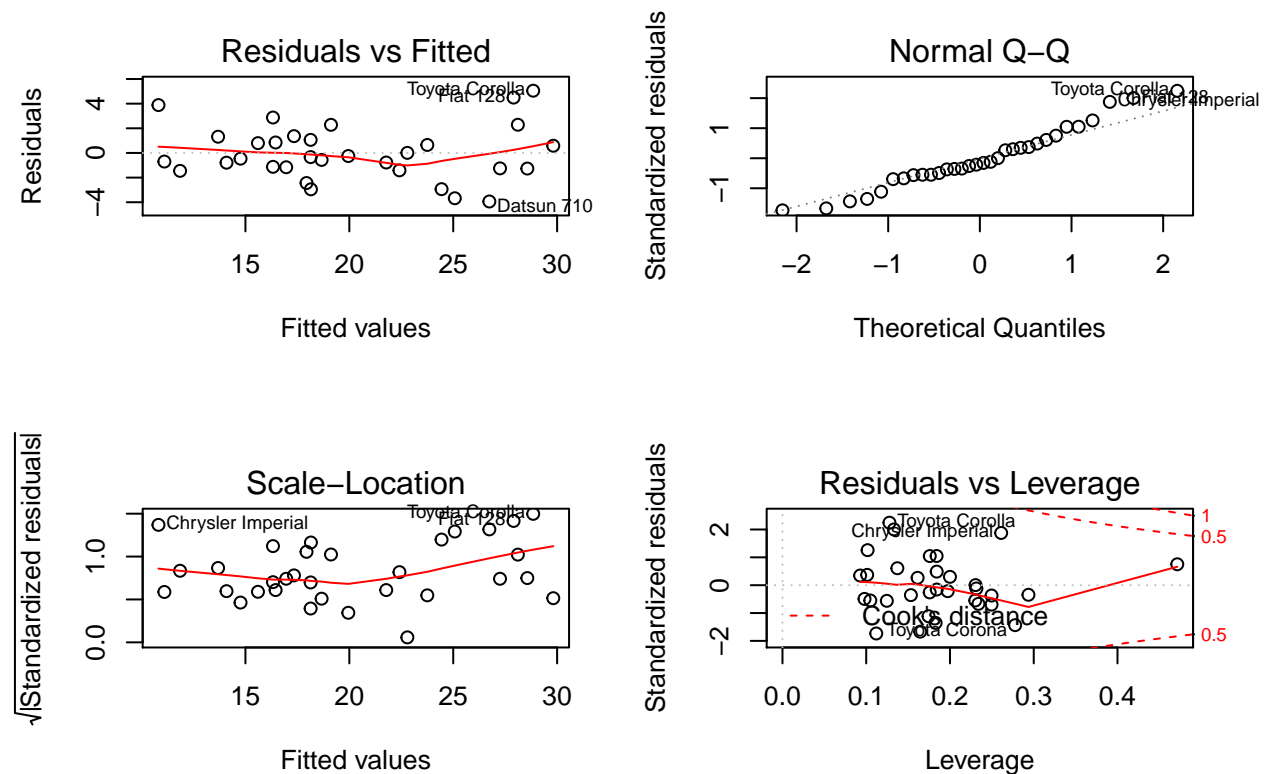 Residuals vs Fitted
Residuals
4
0
−4
Toyota Corolla
Fiat 128
Datsun 710
15 20 25 30
Fitted values
Normal Q−Q
Standardized residuals
1
−1
Toyota Corolla
Fiat 128
Chrysler Imperial
−2 −1 0 1 2
Theoretical Quantiles
Scale−Location
√|Standardized residuals|
1.0
0.0
Chrysler Imperial
Toyota Corolla
Fiat 128
15 20 25 30
Fitted values
Residuals vs Leverage
Standardized residuals
2
0
−2
Toyota Corolla
Chrysler Imperial
Cook's distance
Toyota Corona
1
0.5
0.5
0.0 0.1 0.2 0.3 0.4
Leverage